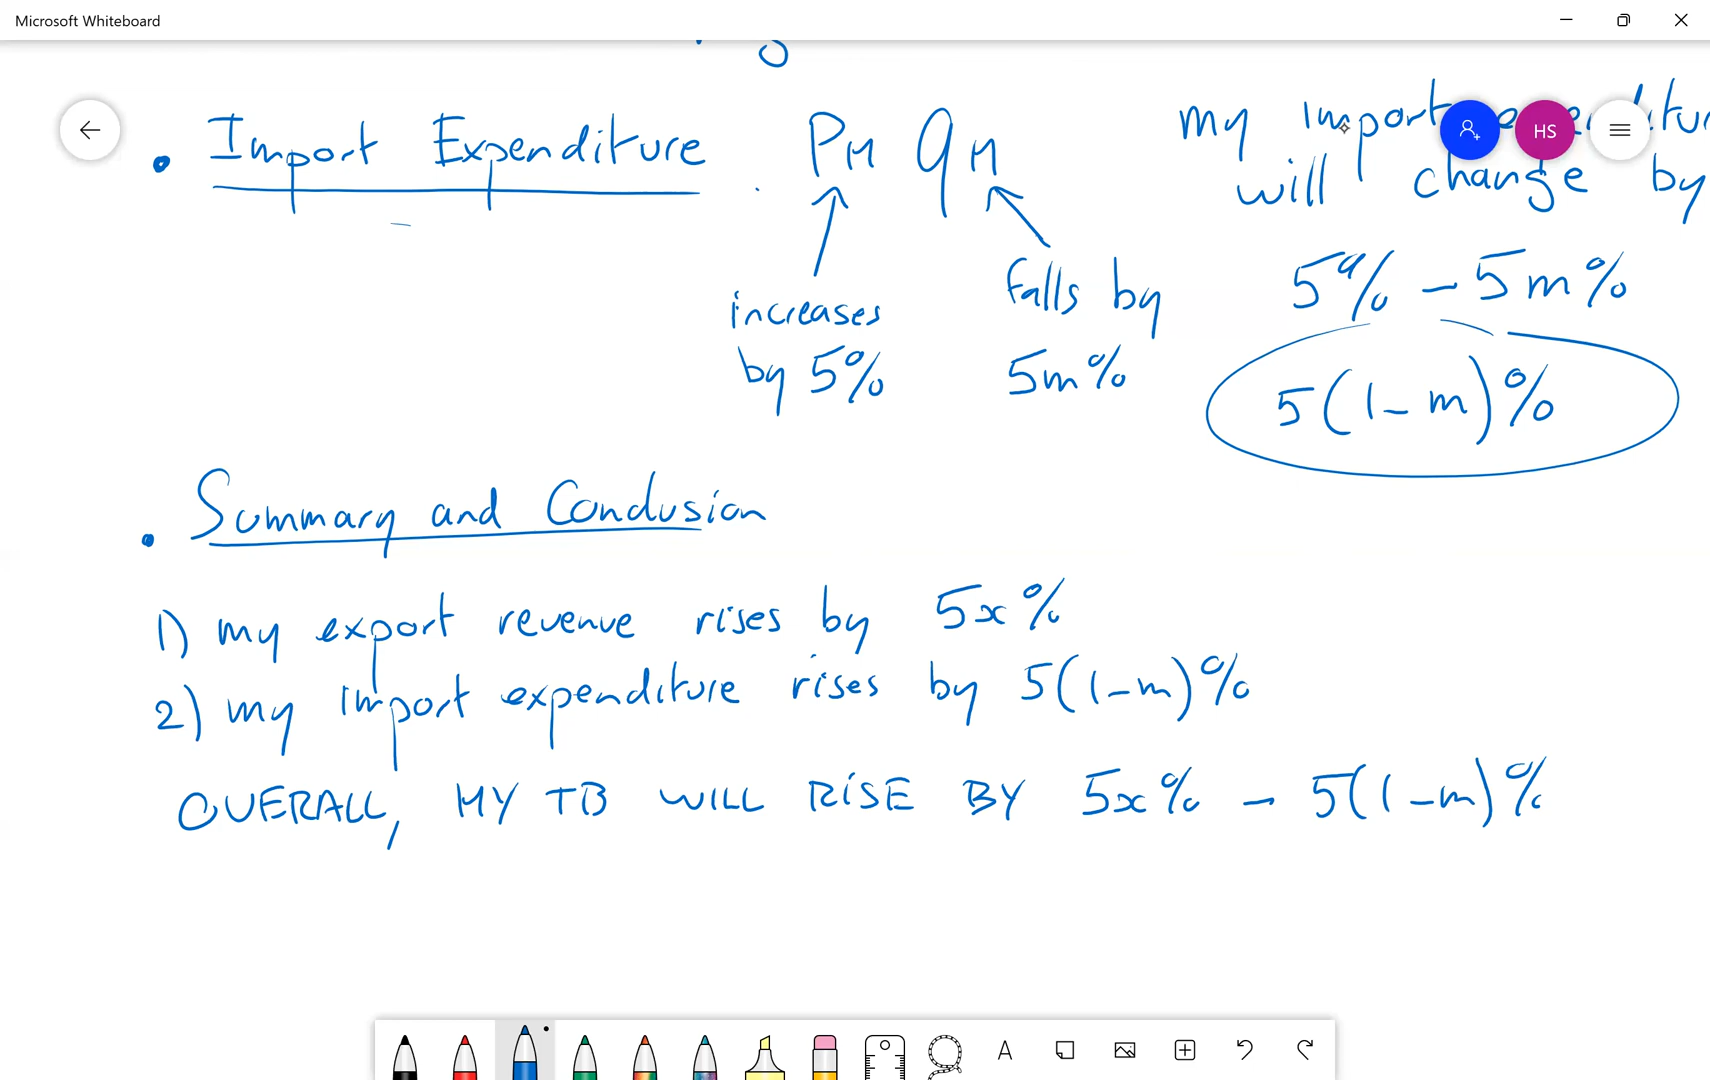 Microsoft Whiteboard
• Import Expenditure : PM qM
my import
will change by
HS
increases
by 5%
falls by
5m%
5% - 5m%
5(1-m)%
• Summary and Conclusion
1) my export revenue rises by 5x%
2) my import expenditure rises by 5(1-m)%
OVERALL, MY TB WILL RISE BY 5x% - 5(1-m)%
A